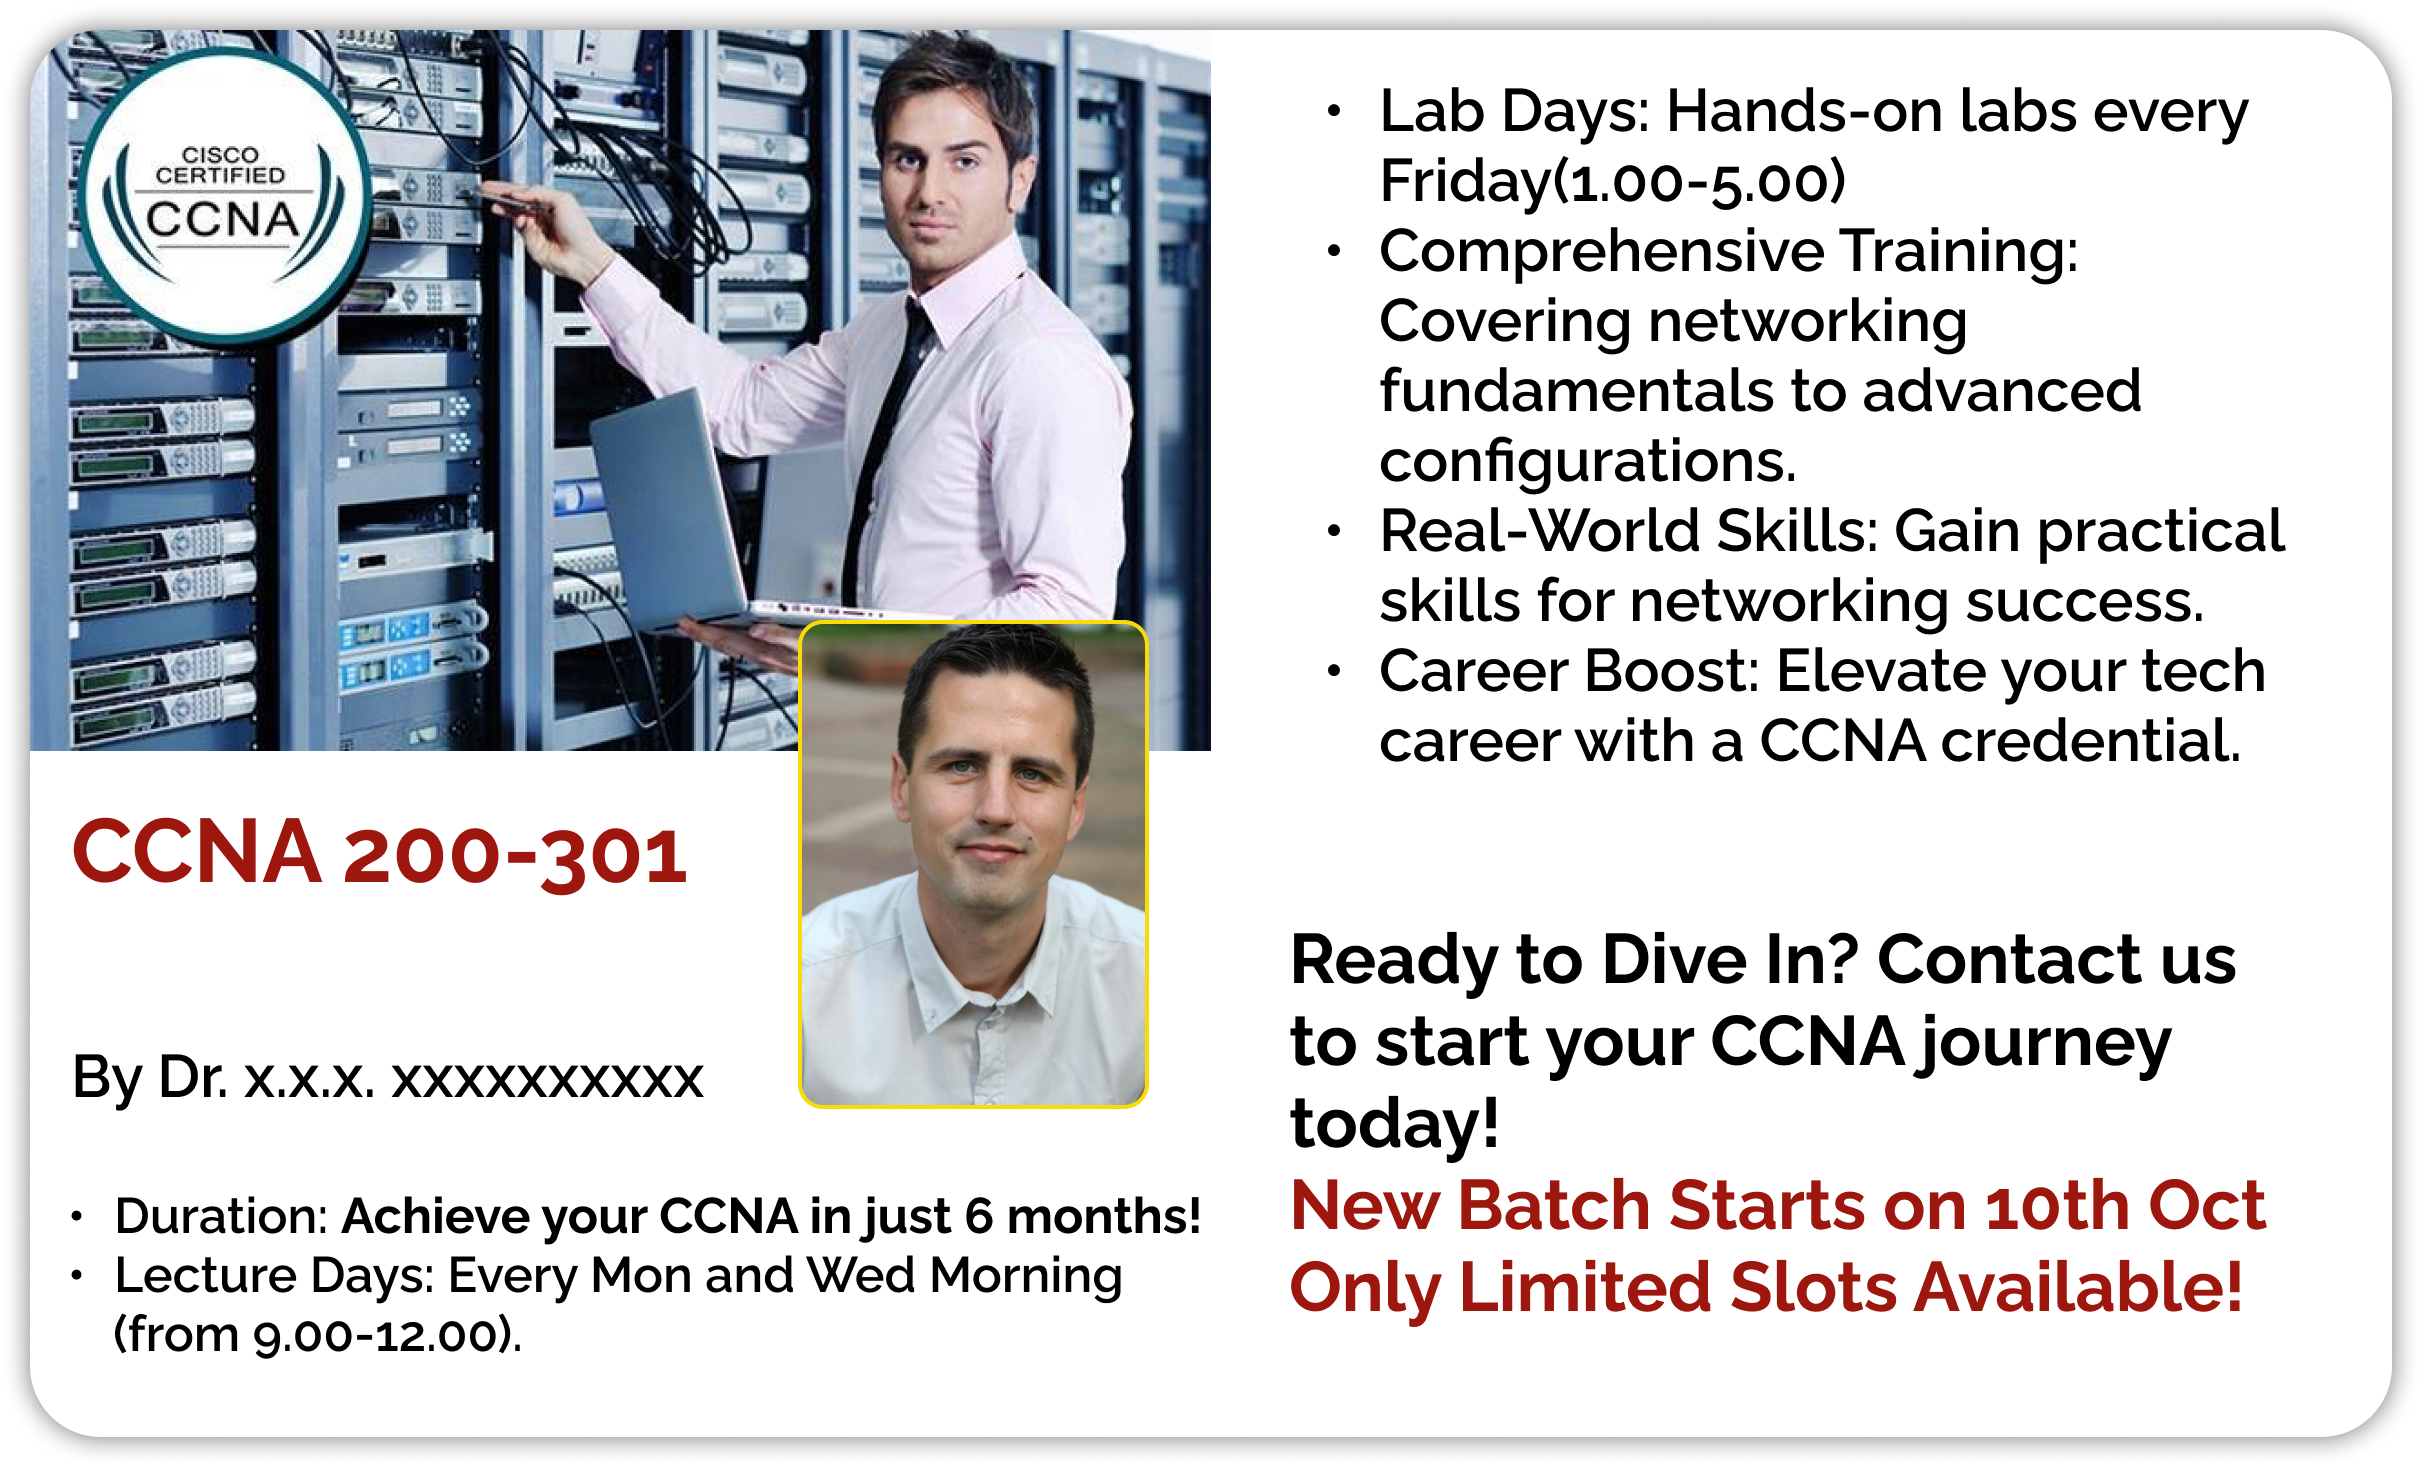 CISCO
CERTIFIED
CCNA
CCNA 200-301
By Dr. x.x.x. xxxxxxxxxx
• Duration: Achieve your CCNA in just 6 months!
• Lecture Days: Every Mon and Wed Morning
(from 9.00-12.00).
• Lab Days: Hands-on labs every
Friday(1.00-5.00)
• Comprehensive Training:
Covering networking
fundamentals to advanced
configurations.
• Real-World Skills: Gain practical
skills for networking success.
• Career Boost: Elevate your tech
career with a CCNA credential.
Ready to Dive In? Contact us
to start your CCNA journey
today!
New Batch Starts on 10th Oct
Only Limited Slots Available!